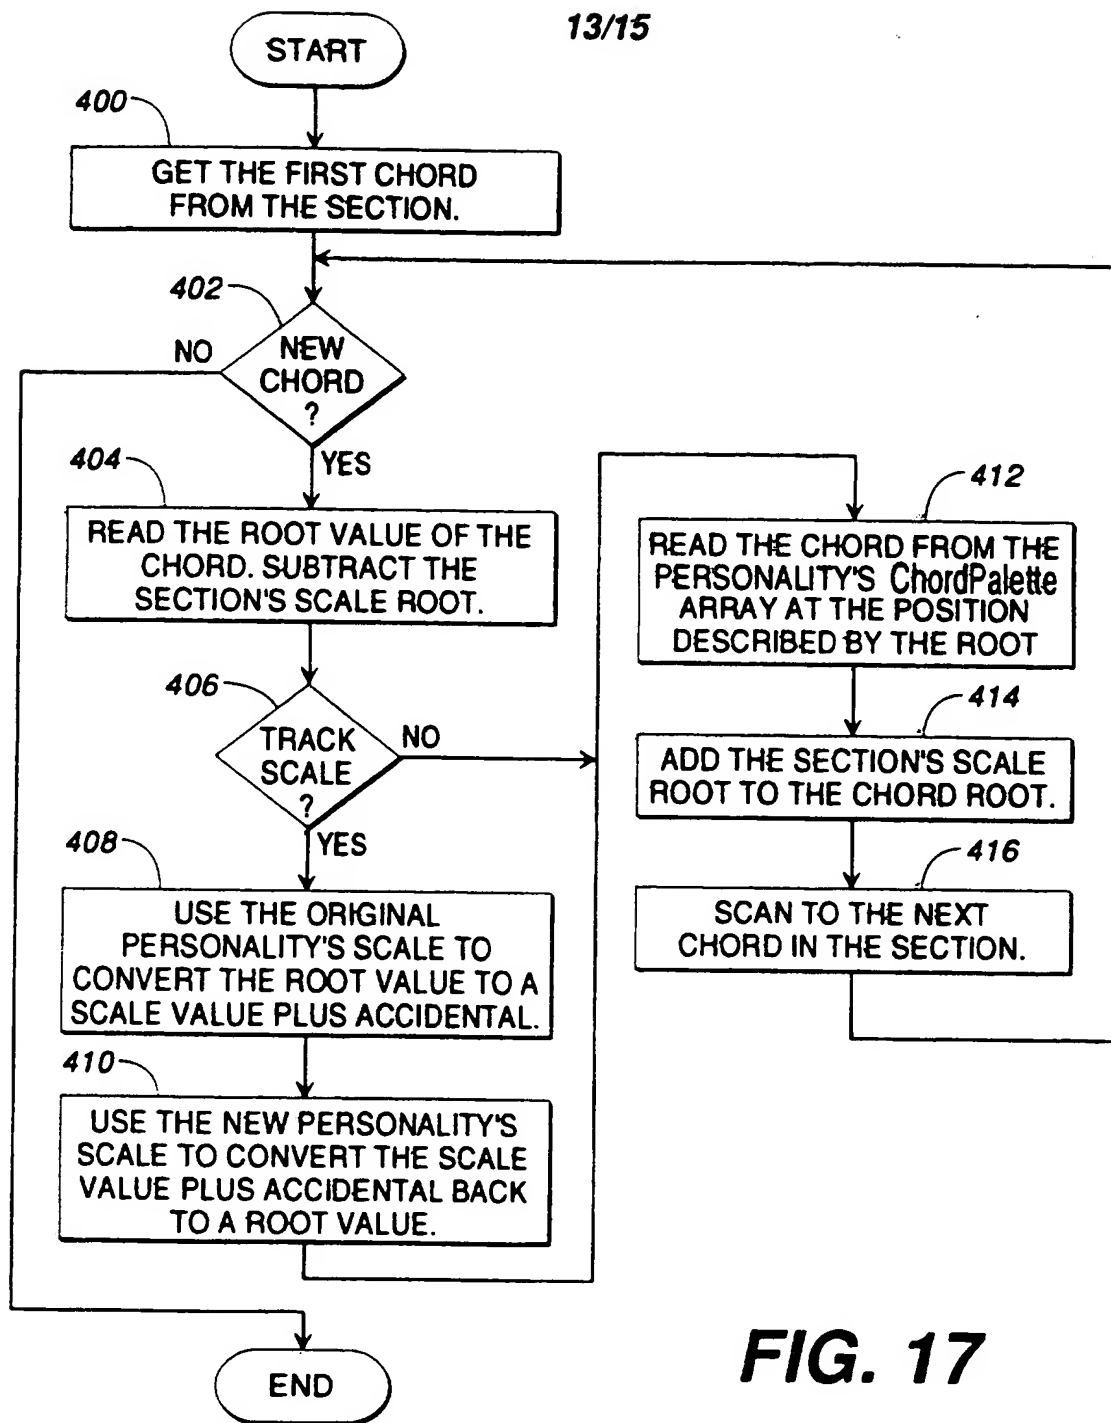 13/15
START
400
GET THE FIRST CHORD
FROM THE SECTION.
402
NO
NEW
CHORD
?
YES
404
READ THE ROOT VALUE OF THE
CHORD. SUBTRACT THE
SECTION'S SCALE ROOT.
406
TRACK
SCALE
?
NO
YES
408
USE THE ORIGINAL
PERSONALITY'S SCALE TO
CONVERT THE ROOT VALUE TO A
SCALE VALUE PLUS ACCIDENTAL.
410
USE THE NEW PERSONALITY'S
SCALE TO CONVERT THE SCALE
VALUE PLUS ACCIDENTAL BACK
TO A ROOT VALUE.
412
READ THE CHORD FROM THE
PERSONALITY'S ChordPalette
ARRAY AT THE POSITION
DESCRIBED BY THE ROOT
414
ADD THE SECTION'S SCALE
ROOT TO THE CHORD ROOT.
416
SCAN TO THE NEXT
CHORD IN THE SECTION.
END
FIG. 17